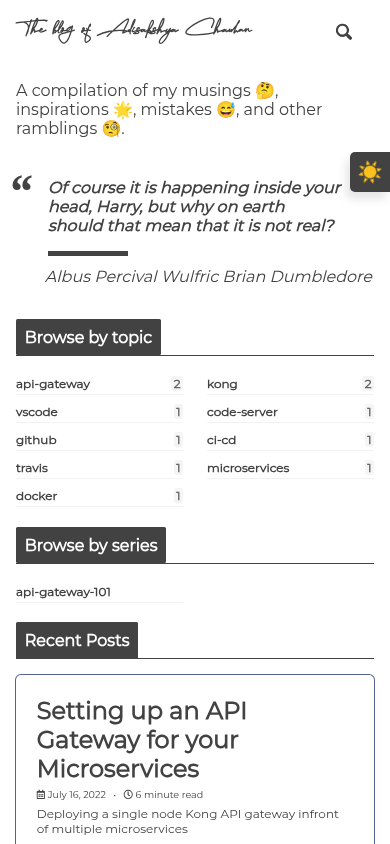 The blog of Alisakshya Chauhan
A compilation of my musings 🤔,
inspirations 🌟, mistakes 😅, and other
ramblings 🧐.
“ Of course it is happening inside your
head, Harry, but why on earth
should that mean that it is not real?
Albus Percival Wulfric Brian Dumbledore
Browse by topic
api-gateway 2
kong 2
vscode 1
code-server 1
github 1
ci-cd 1
travis 1
microservices 1
docker 1
Browse by series
api-gateway-101
Recent Posts
Setting up an API
Gateway for your
Microservices
July 16, 2022 • 6 minute read
Deploying a single node Kong API gateway infront
of multiple microservices